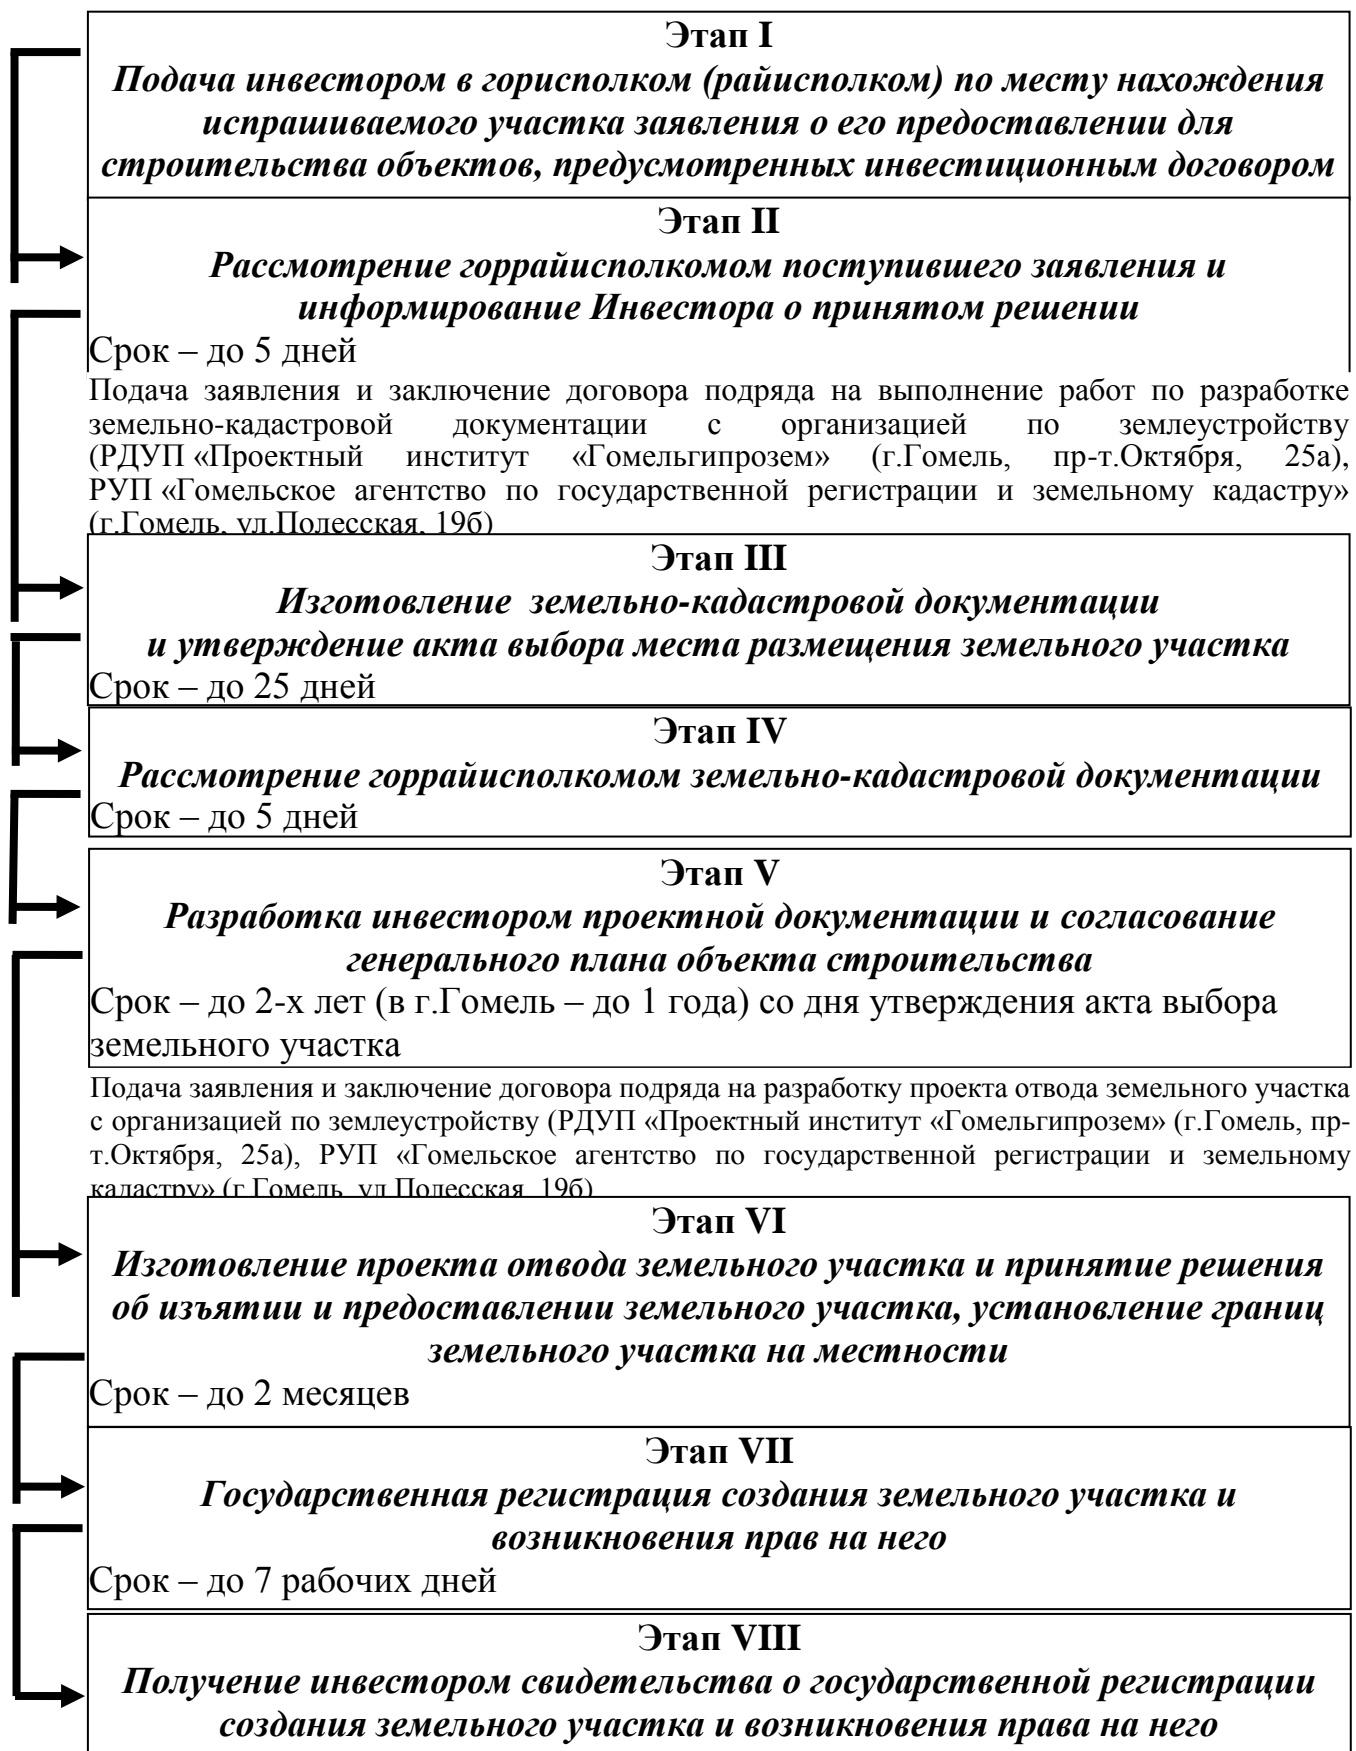 Этап I
Подача инвестором в горисполком (райисполком) по месту нахождения
испрашиваемого участка заявления о его предоставлении для
строительства объектов, предусмотренных инвестиционным договором
Этап II
Рассмотрение горрайисполкомом поступившего заявления и
информирование Инвестора о принятом решении
Срок – до 5 дней
Подача заявления и заключение договора подряда на выполнение работ по разработке
земельно-кадастровой документации с организацией по землеустройству
(РДУП «Проектный институт «Гомельгипрозем» (г.Гомель, пр-т.Октября, 25а),
РУП «Гомельское агентство по государственной регистрации и земельному кадастру»
(г.Гомель, ул.Полесская, 19б)
Этап III
Изготовление земельно-кадастровой документации
и утверждение акта выбора места размещения земельного участка
Срок – до 25 дней
Этап IV
Рассмотрение горрайисполкомом земельно-кадастровой документации
Срок – до 5 дней
Этап V
Разработка инвестором проектной документации и согласование
генерального плана объекта строительства
Срок – до 2-х лет (в г.Гомель – до 1 года) со дня утверждения акта выбора
земельного участка
Подача заявления и заключение договора подряда на разработку проекта отвода земельного участка
с организацией по землеустройству (РДУП «Проектный институт «Гомельгипрозем» (г.Гомель, пр-
т.Октября, 25а), РУП «Гомельское агентство по государственной регистрации и земельному
кадастру» (г.Гомель, ул.Полесская, 19б)
Этап VI
Изготовление проекта отвода земельного участка и принятие решения
об изъятии и предоставлении земельного участка, установление границ
земельного участка на местности
Срок – до 2 месяцев
Этап VII
Государственная регистрация создания земельного участка и
возникновения прав на него
Срок – до 7 рабочих дней
Этап VIII
Получение инвестором свидетельства о государственной регистрации
создания земельного участка и возникновения права на него